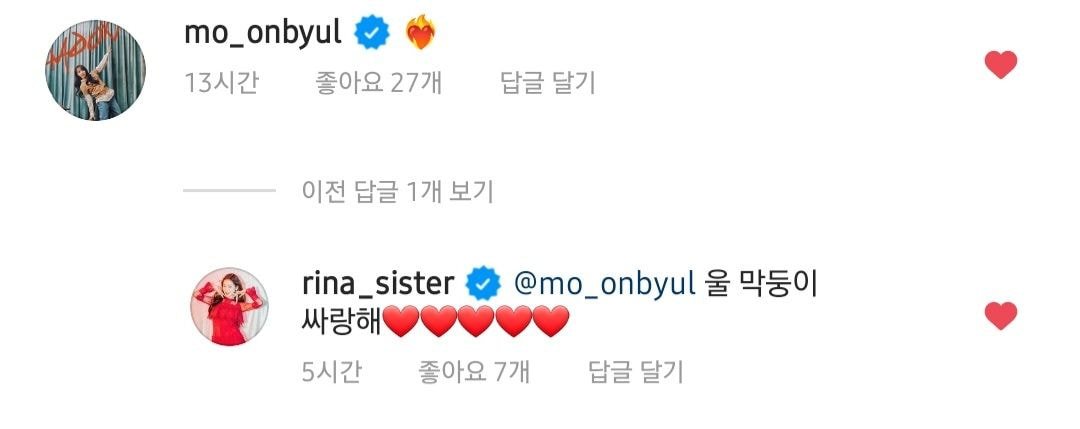 mo_onbyul ❤️‍🔥
13시간 좋아요 27개 답글 달기
이전 답글 1개 보기
rina_sister @mo_onbyul 울 막둥이
싸랑해❤️❤️❤️❤️❤️
5시간 좋아요 7개 답글 달기